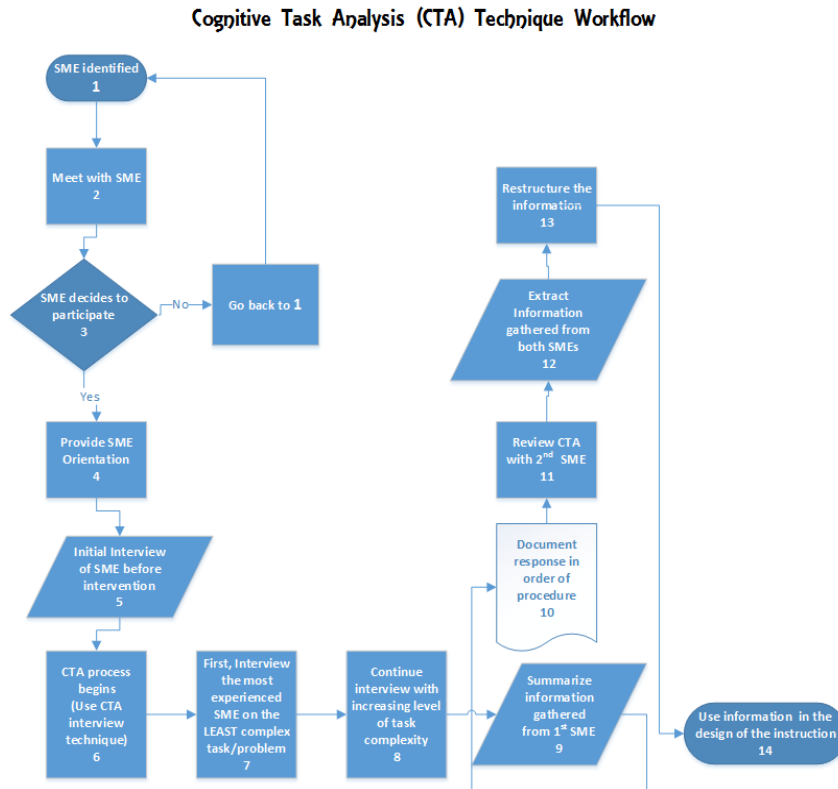 Cognitive Task Analysis (CTA) Technique Workflow
SME identified
1
Meet with SME
2
SME decides to
participate
3
No
Go back to 1
Yes
Provide SME
Orientation
4
Initial Interview
of SME before
intervention
5
CTA process
begins
(Use CTA
interview
technique)
6
First, Interview
the most
experienced
SME on the
LEAST complex
task/problem
7
Continue
interview with
increasing level
of task
complexity
8
Summarize
information
gathered
from 1st SME
9
Document
response in
order of
procedure
10
Review CTA
with 2nd SME
11
Extract
Information
gathered from
both SMEs
12
Restructure the
information
13
Use information in the
design of the instruction
14